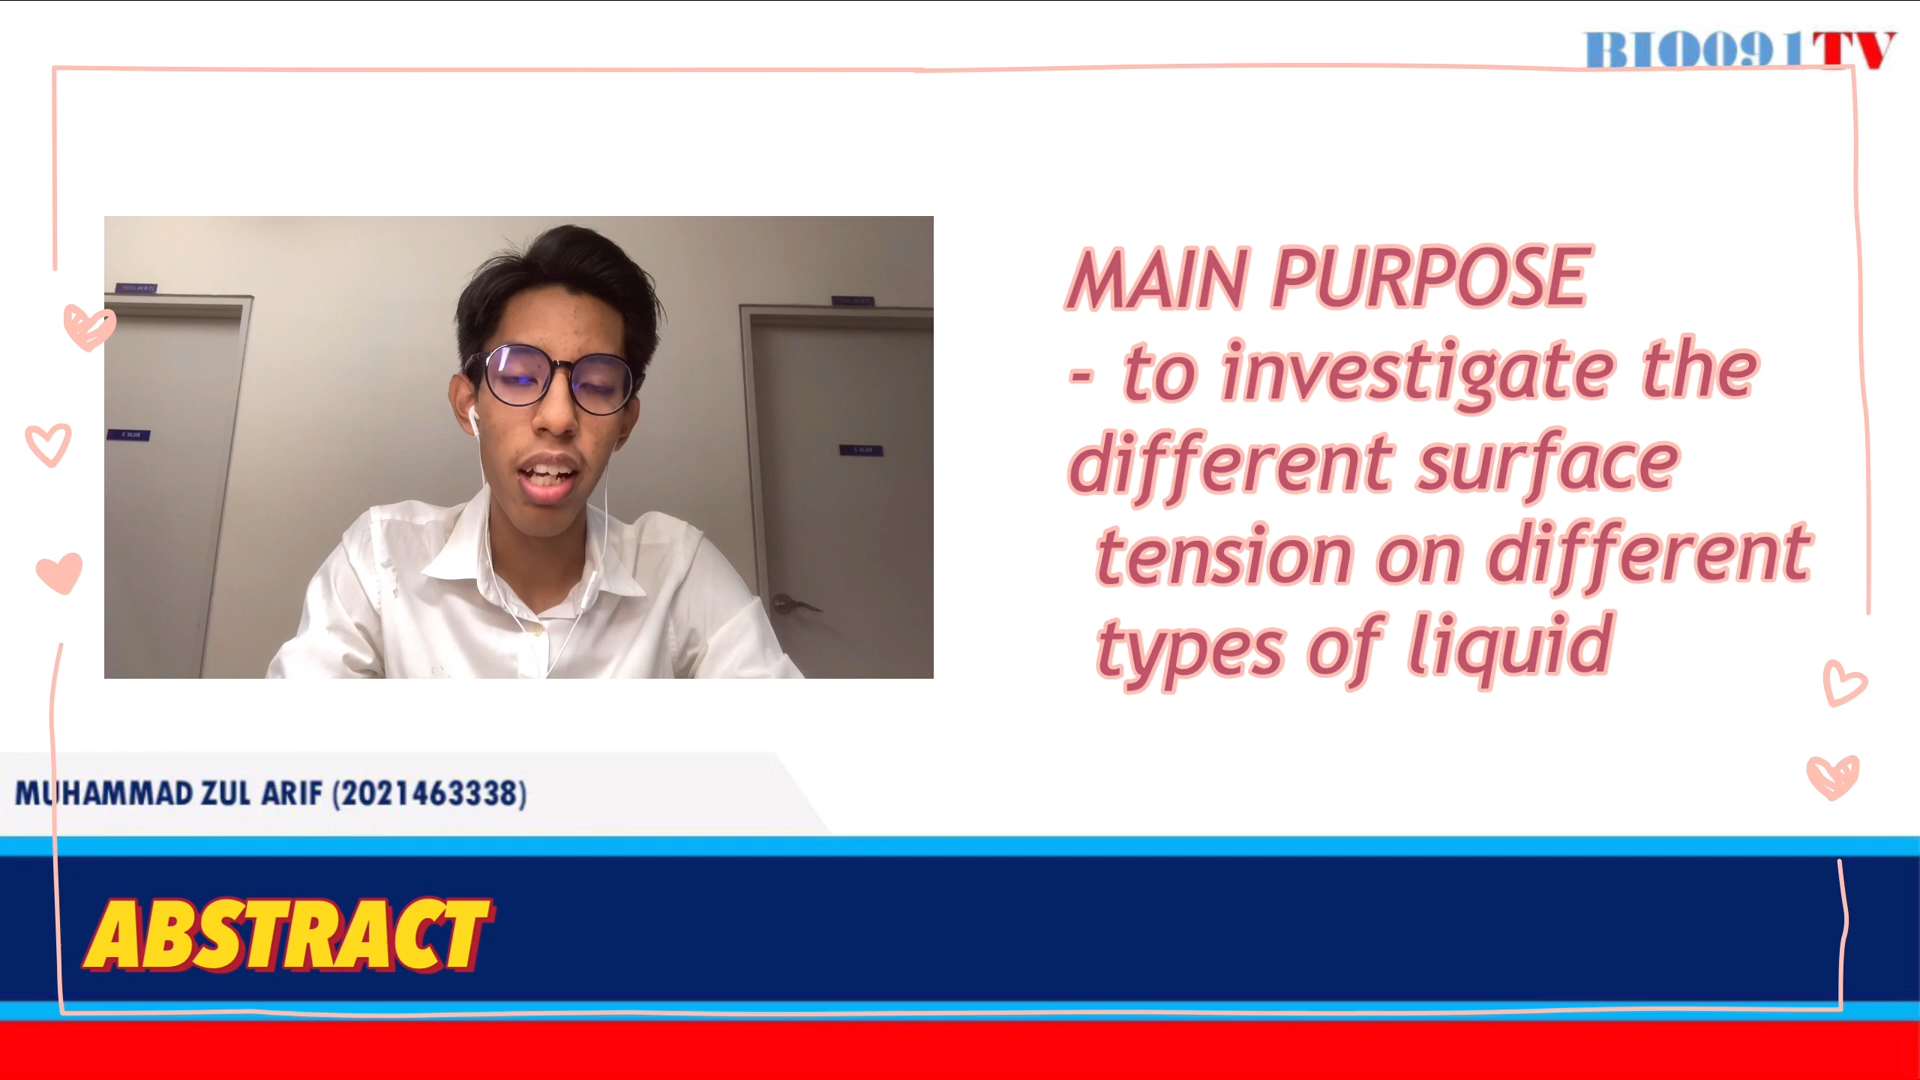 BIO091TV
MAIN PURPOSE
- to investigate the
different surface
tension on different
types of liquid
MUHAMMAD ZUL ARIF (2021463338)
ABSTRACT